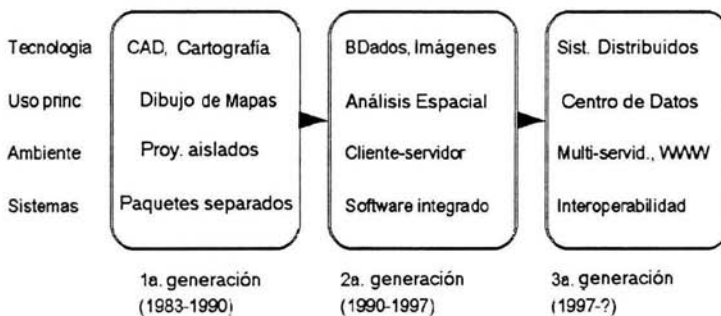 Tecnologia CAD, Cartografía BDados, Imágenes Sist. Distribuidos
Uso princ Dibujo de Mapas Análisis Espacial Centro de Datos
Ambiente Proy. aislados Cliente-servidor Multi-servid., WWW
Sistemas Paquetes separados Software integrado Interoperabilidad
1a. generación 2a. generación 3a. generación
(1983-1990) (1990-1997) (1997-?)